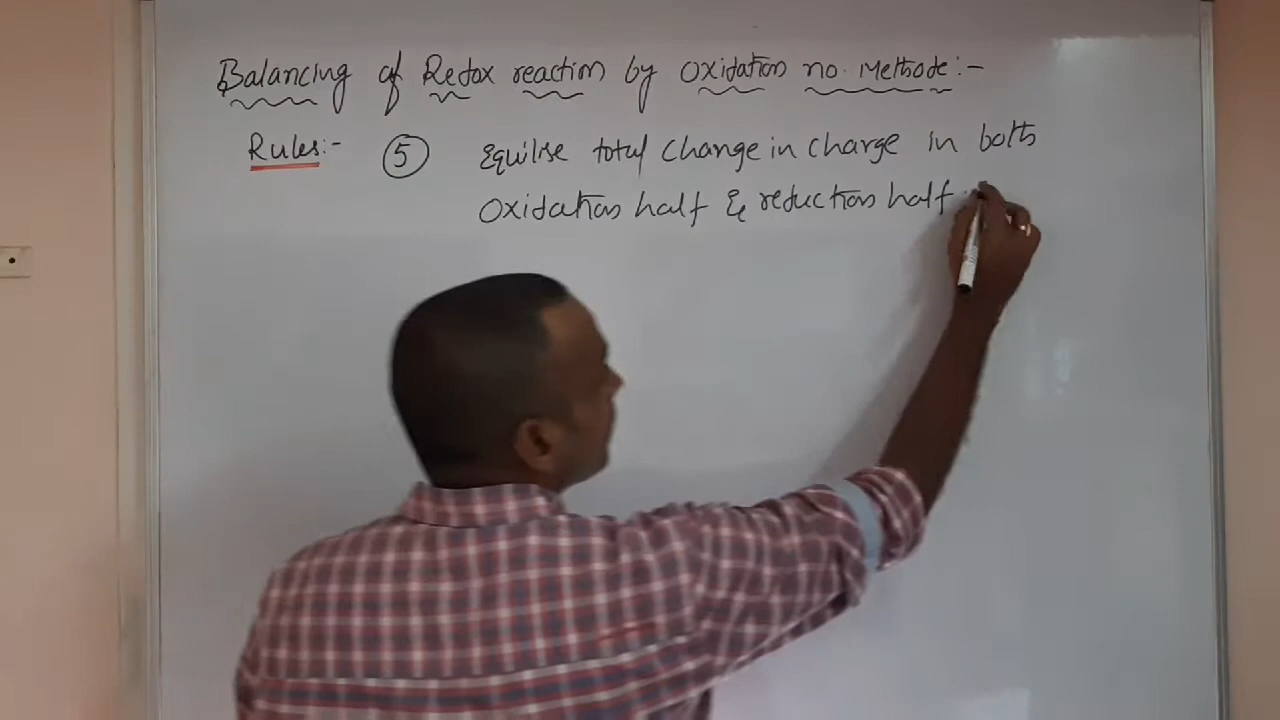 Balancing of Redox reaction by Oxidation no. Methode:-
Rules:- 5 Equilise total change in charge in both
Oxidation half & reduction half